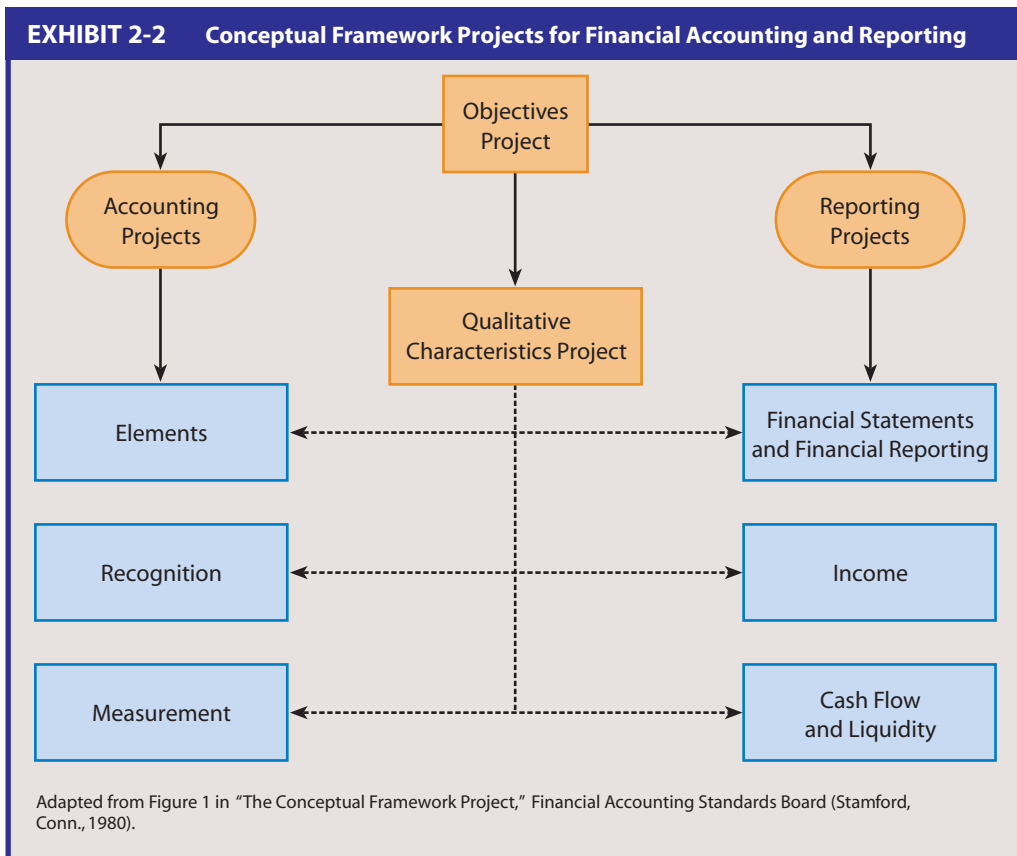 EXHIBIT 2-2 Conceptual Framework Projects for Financial Accounting and Reporting
Objectives
Project
Accounting
Projects
Reporting
Projects
Qualitative
Characteristics Project
Elements
Financial Statements
and Financial Reporting
Recognition
Income
Measurement
Cash Flow
and Liquidity
Adapted from Figure 1 in “The Conceptual Framework Project,” Financial Accounting Standards Board (Stamford,
Conn., 1980).